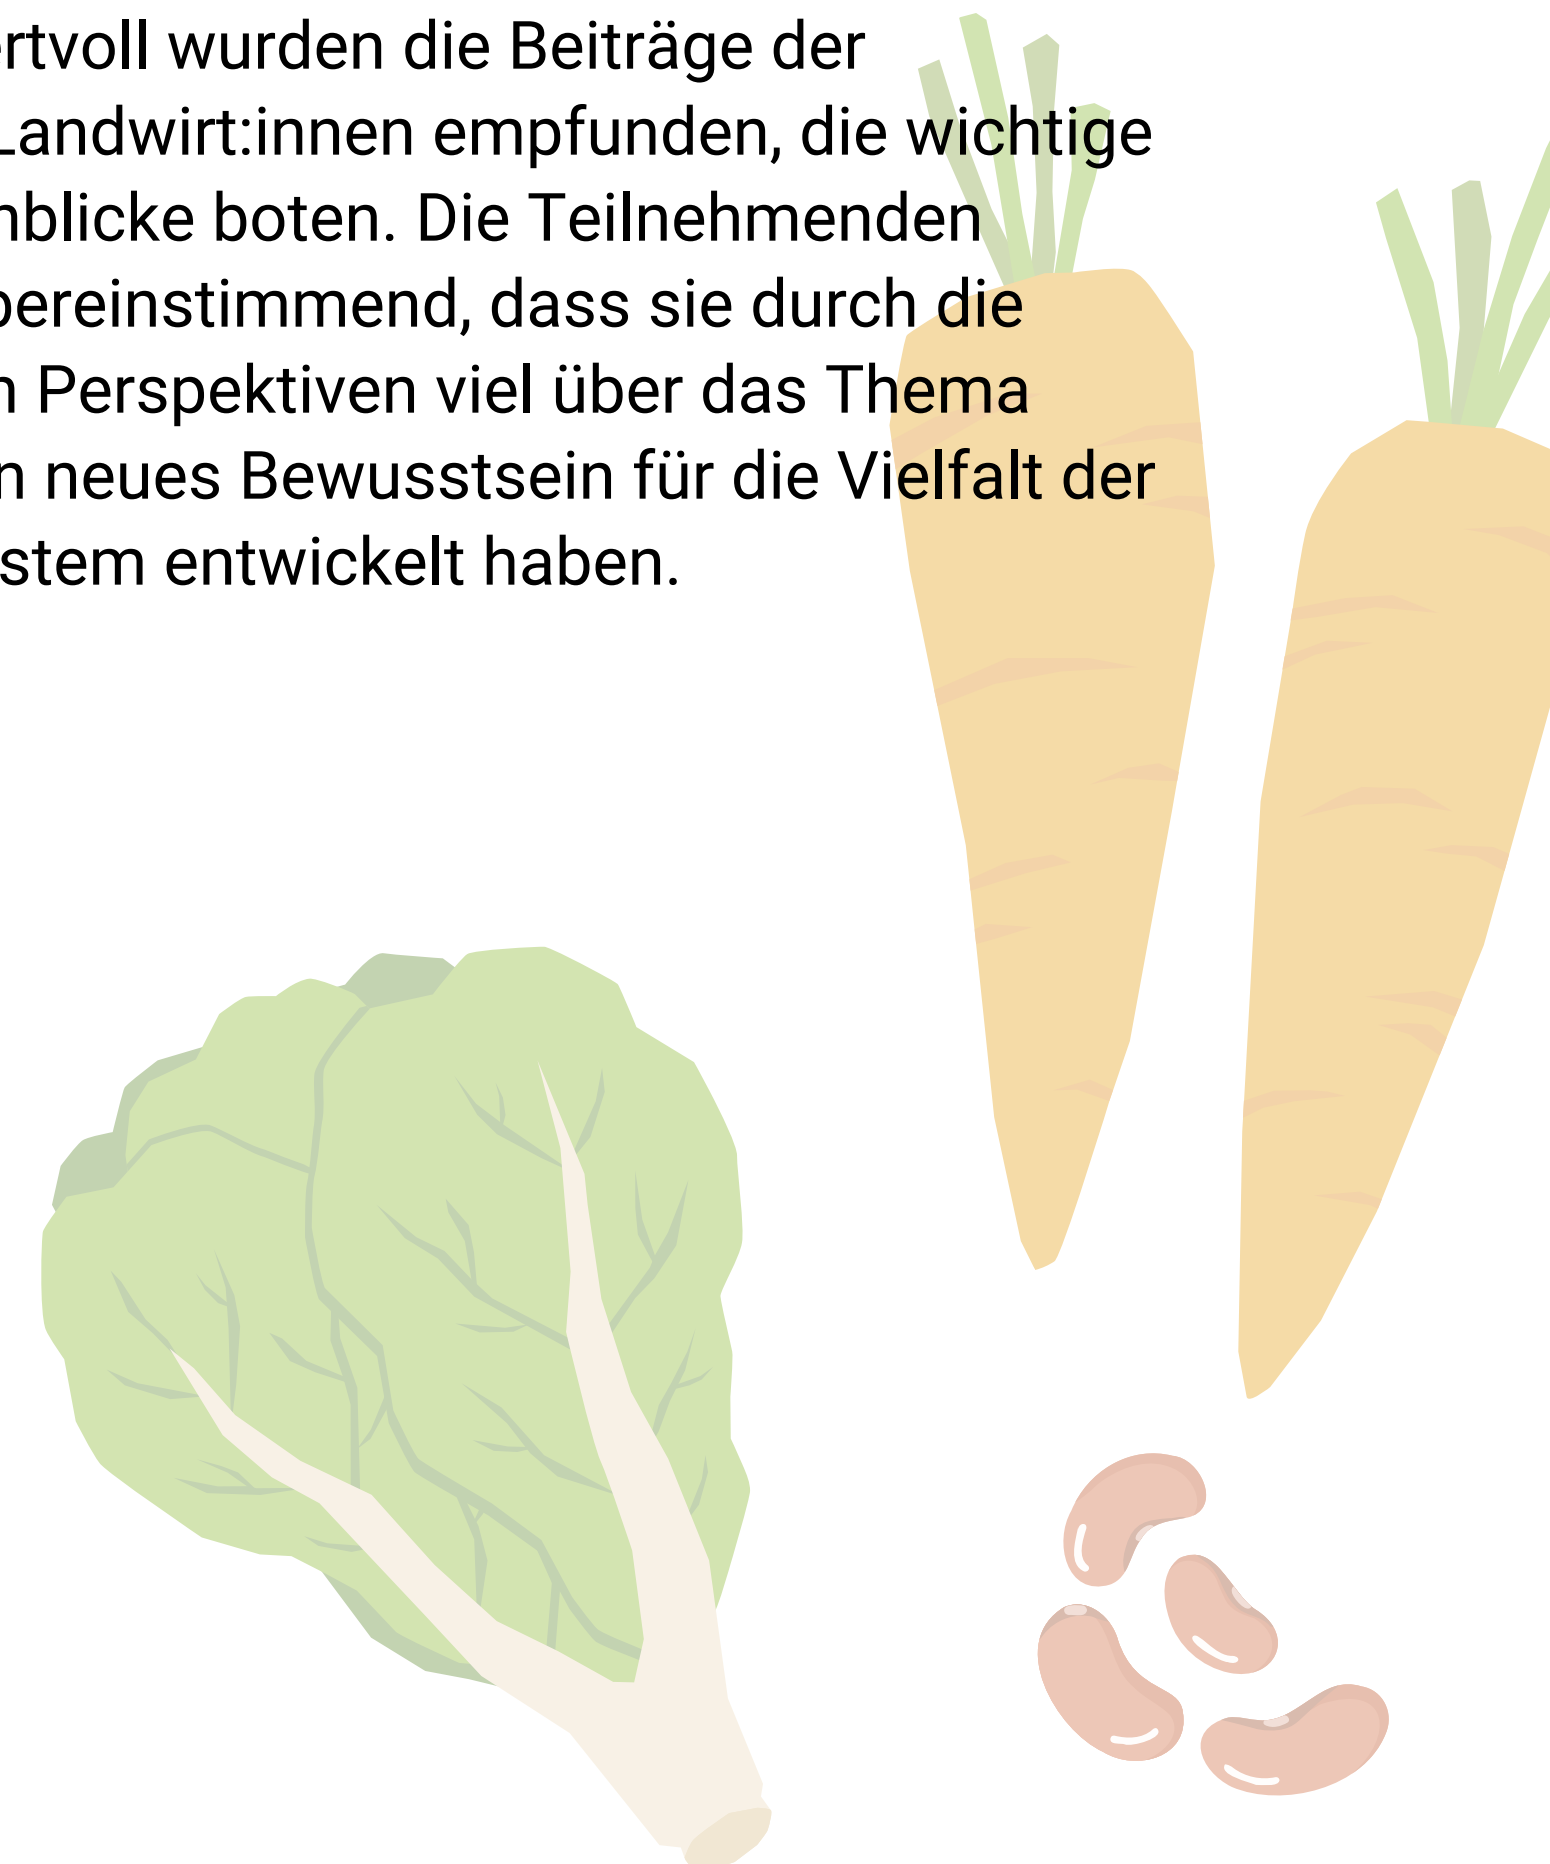 rtvoll wurden die Beiträge der
Landwirt:innen empfunden, die wichtige
nblicke boten. Die Teilnehmenden
bereinstimmend, dass sie durch die
n Perspektiven viel über das Thema
n neues Bewusstsein für die Vielfalt der
stem entwickelt haben.